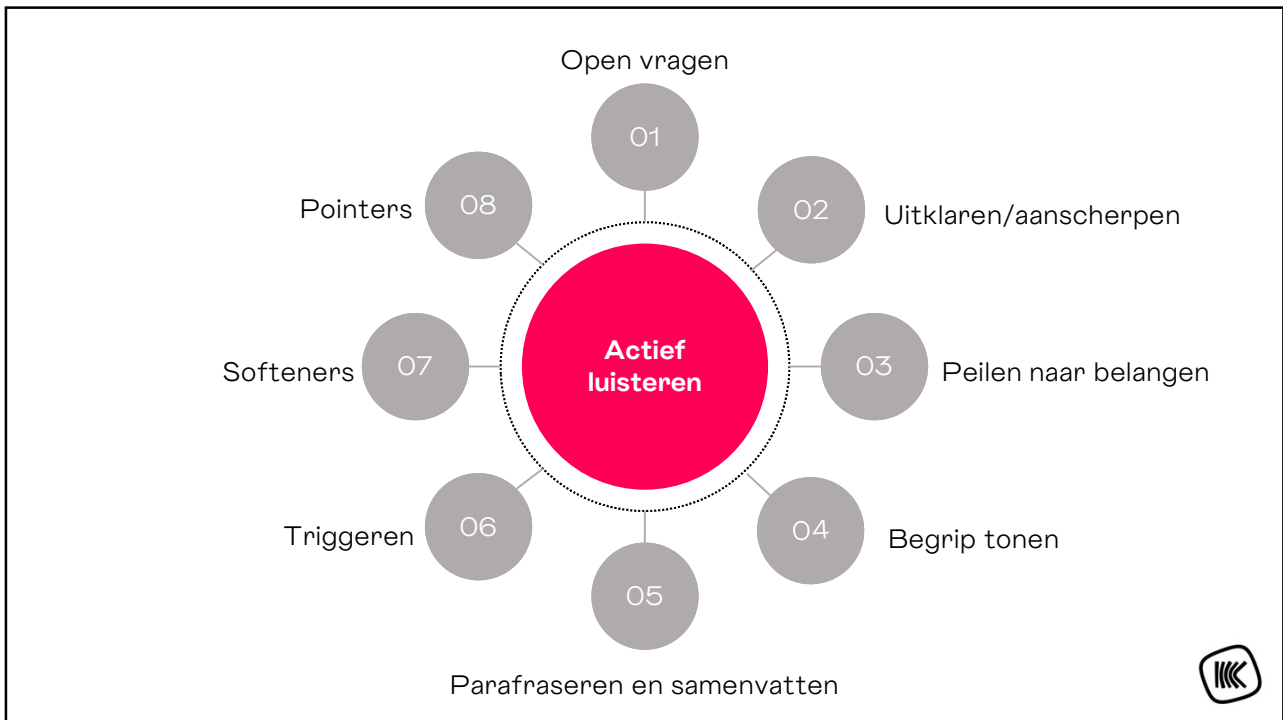 Open vragen
01
08
Pointers
02
Uitklaren/aanscherpen
07
Softeners
Actief
luisteren
03
Peilen naar belangen
06
Triggeren
04
Begrip tonen
05
Parafraseren en samenvatten